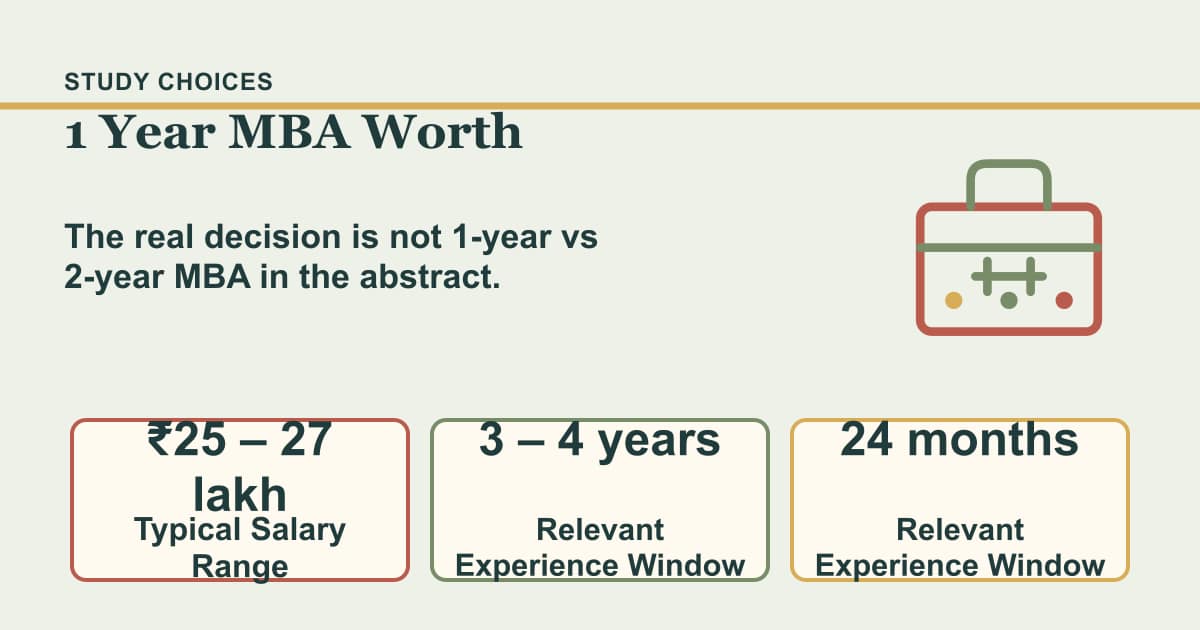 STUDY CHOICES
1 Year MBA Worth
The real decision is not 1-year vs
2-year MBA in the abstract.
₹25 – 27
lakh
Typical Salary
Range
3 – 4 years
Relevant
Experience Window
24 months
Relevant
Experience Window